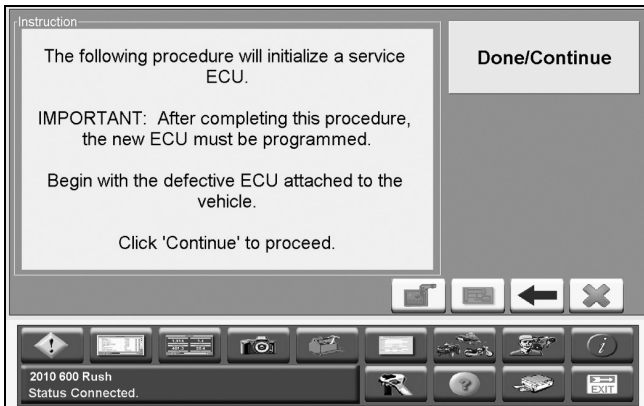 Instruction
The following procedure will initialize a service
ECU.
IMPORTANT: After completing this procedure,
the new ECU must be programmed.
Begin with the defective ECU attached to the
vehicle.
Click 'Continue' to proceed.
Done/Continue
2010 600 Rush
Status Connected.
EXIT